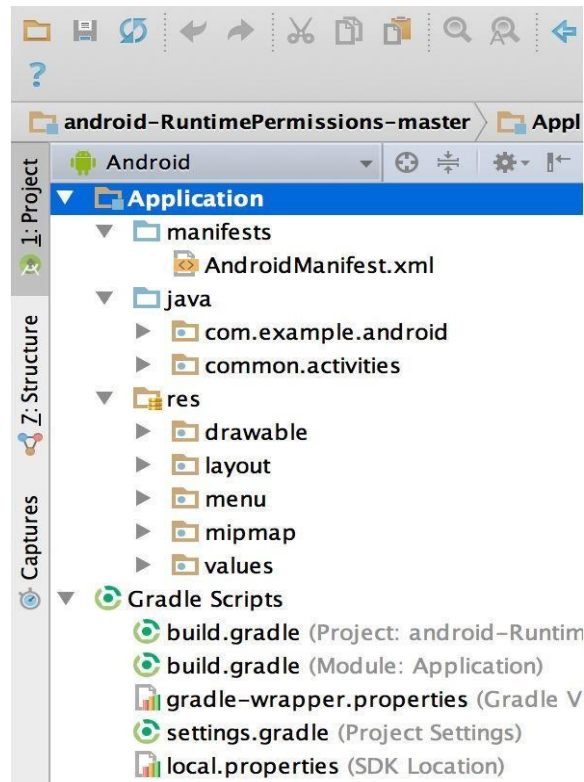 ?
android-RuntimePermissions-master Appl
Android
1: Project
Z: Structure
Captures
Application
manifests
AndroidManifest.xml
java
com.example.android
common.activities
res
drawable
layout
menu
mipmap
values
Gradle Scripts
build.gradle (Project: android-Runtim
build.gradle (Module: Application)
gradle-wrapper.properties (Gradle V
settings.gradle (Project Settings)
local.properties (SDK Location)